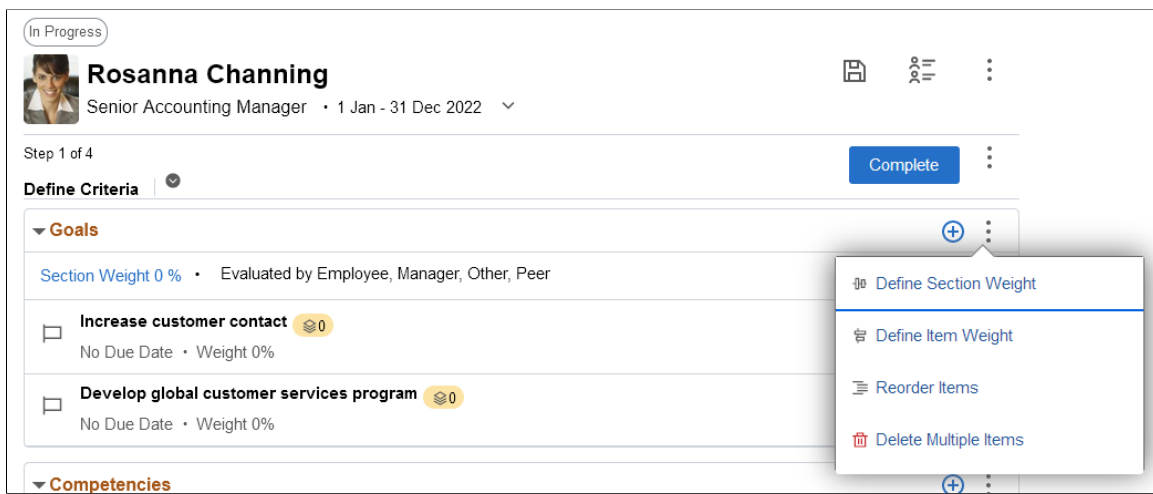 In Progress
Rosanna Channing
Senior Accounting Manager • 1 Jan - 31 Dec 2022
Step 1 of 4
Complete
Define Criteria
Goals
Section Weight 0 % • Evaluated by Employee, Manager, Other, Peer
Define Section Weight
Increase customer contact 0
No Due Date • Weight 0%
Define Item Weight
Reorder Items
Develop global customer services program 0
No Due Date • Weight 0%
Delete Multiple Items
Competencies